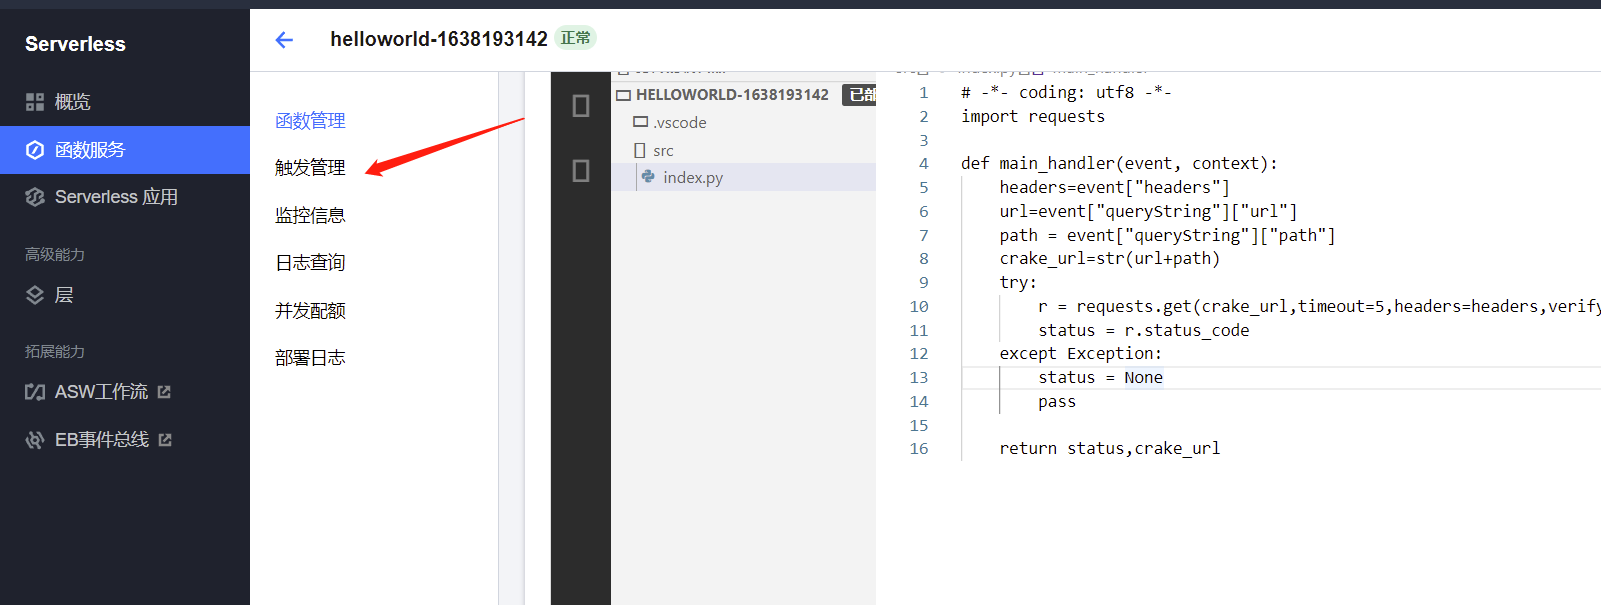 Serverless
概览
函数服务
Serverless 应用
高级能力
层
拓展能力
ASW工作流
EB事件总线
helloworld-1638193142 正常
函数管理
触发管理
监控信息
日志查询
并发配额
部署日志
HELLOWORLD-1638193142 已部
.vscode
src
index.py
1 # -*- coding: utf8 -*-
2 import requests
3
4 def main_handler(event, context):
5 headers=event["headers"]
6 url=event["queryString"]["url"]
7 path = event["queryString"]["path"]
8 crake_url=str(url+path)
9 try:
10 r = requests.get(crake_url,timeout=5,headers=headers,verify
11 status = r.status_code
12 except Exception:
13 status = None
14 pass
15
16 return status,crake_url